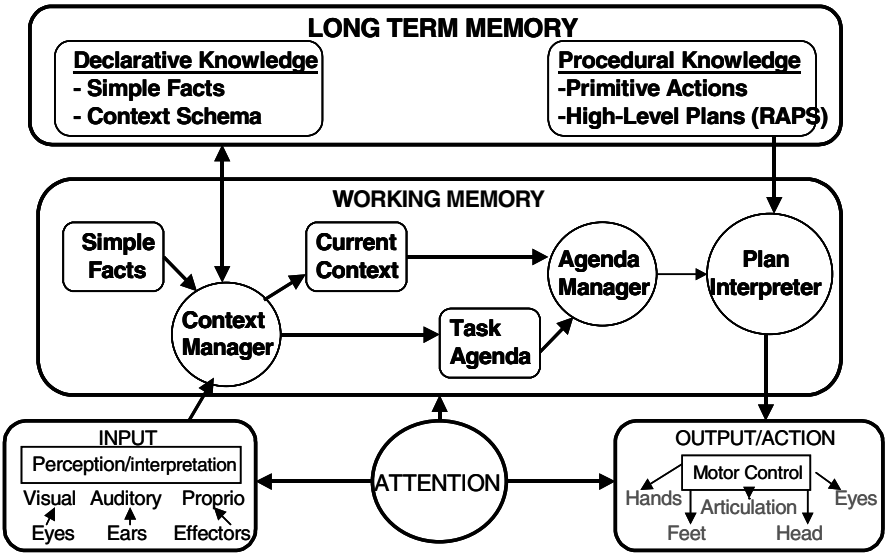 LONG TERM MEMORY
Declarative Knowledge
- Simple Facts
- Context Schema
Procedural Knowledge
-Primitive Actions
-High-Level Plans (RAPS)
WORKING MEMORY
Simple
Facts
Current
Context
Context
Manager
Task
Agenda
Agenda
Manager
Plan
Interpreter
INPUT
Perception/interpretation
Visual Auditory Proprio
Eyes Ears Effectors
ATTENTION
OUTPUT/ACTION
Motor Control
Hands Articulation Eyes
Feet Head